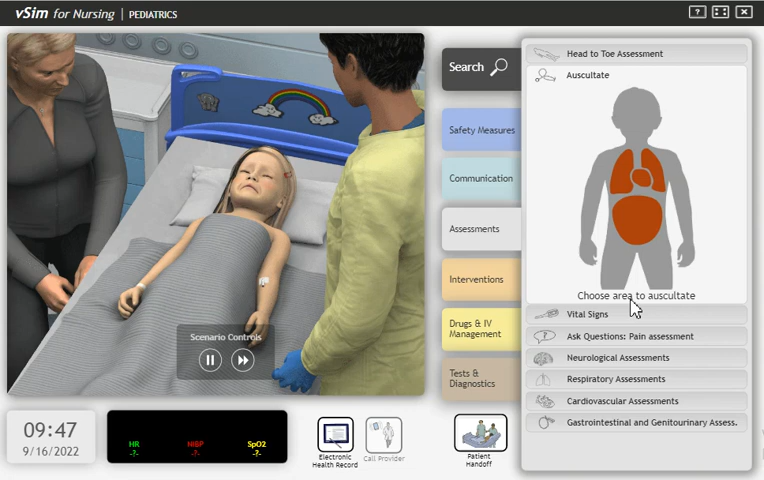 vSim for Nursing | PEDIATRICS
?
Search
Safety Measures
Communication
Assessments
Interventions
Drugs & IV
Management
Tests &
Diagnostics
Head to Toe Assessment
Auscultate
Choose area to auscultate
Vital Signs
Ask Questions: Pain assessment
Neurological Assessments
Respiratory Assessments
Cardiovascular Assessments
Gastrointestinal and Genitourinary Assess.
Scenario Controls
09:47
9/16/2022
HR NIBP SpO2
-?- -?- -?-
Electronic
Health Record
Call Provider
Patient
Handoff